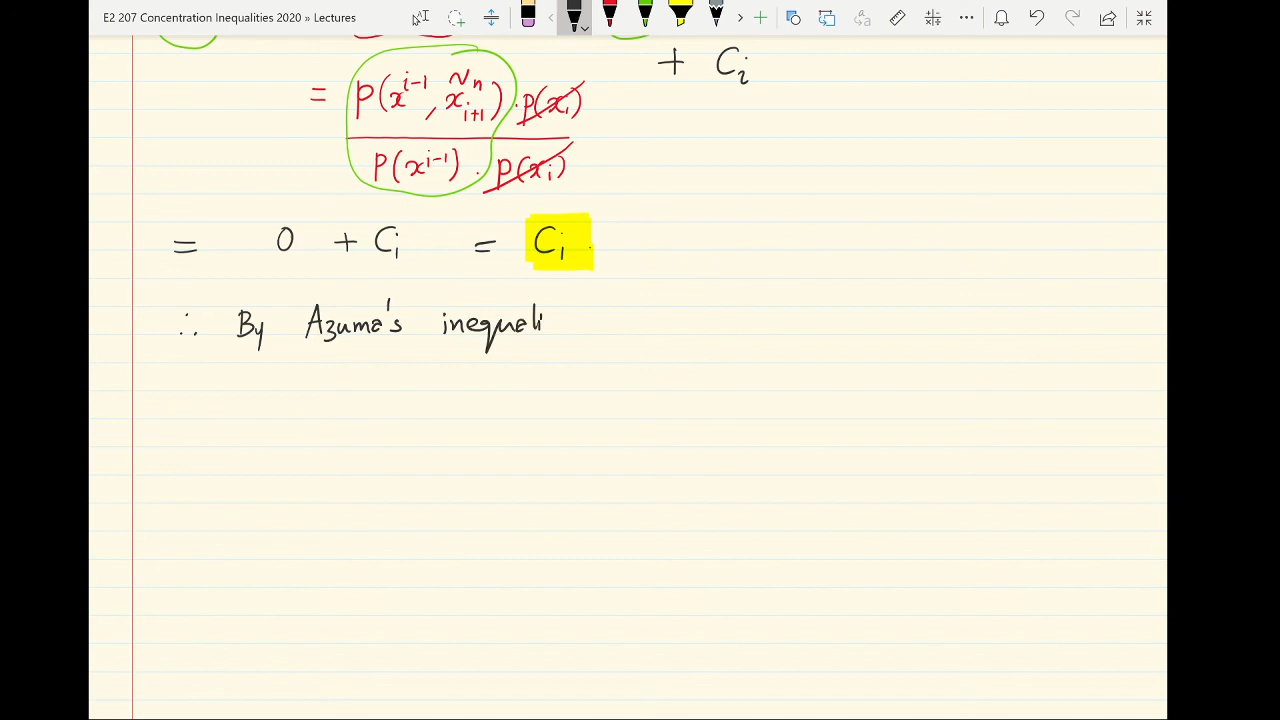 E2 207 Concentration Inequalities 2020 » Lectures
+ Ci
= p(x^{i-1}, x̃^n_{i+1}) · p(xi)
p(x^{i-1}) · p(xi)
= 0 + Ci = Ci .
∴ By Azuma's inequali